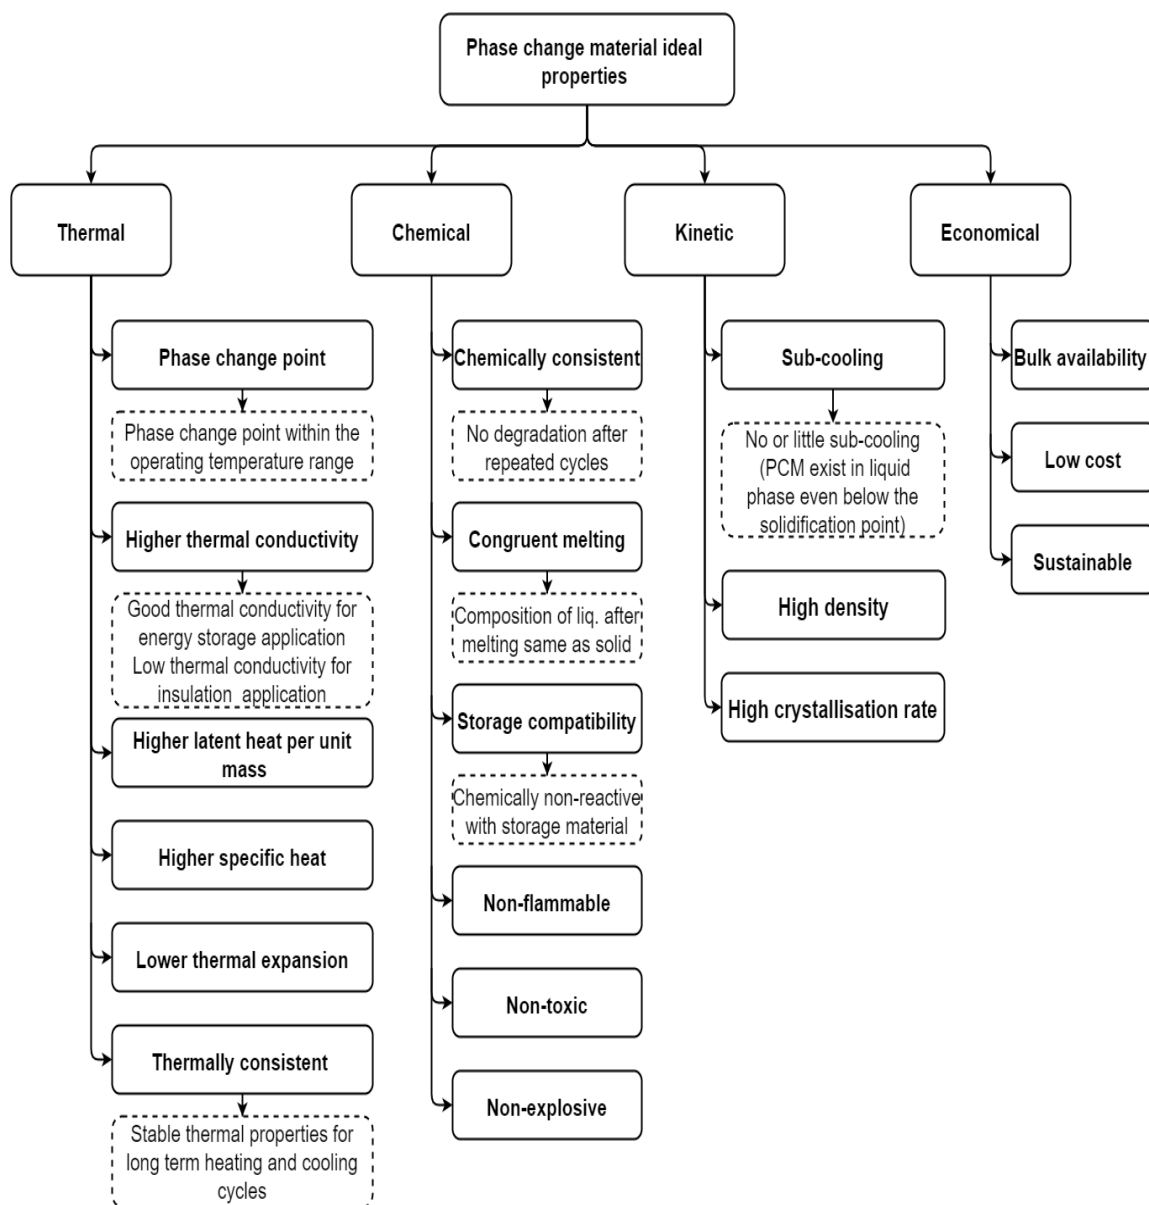 Phase change material ideal
properties
Thermal
Chemical
Kinetic
Economical
Phase change point
Phase change point within the
operating temperature range
Higher thermal conductivity
Good thermal conductivity for
energy storage application
Low thermal conductivity for
insulation application
Higher latent heat per unit
mass
Higher specific heat
Lower thermal expansion
Thermally consistent
Stable thermal properties for
long term heating and cooling
cycles
Chemically consistent
No degradation after
repeated cycles
Congruent melting
Composition of liq. after
melting same as solid
Storage compatibility
Chemically non-reactive
with storage material
Non-flammable
Non-toxic
Non-explosive
Sub-cooling
No or little sub-cooling
(PCM exist in liquid
phase even below the
solidification point)
High density
High crystallisation rate
Bulk availability
Low cost
Sustainable